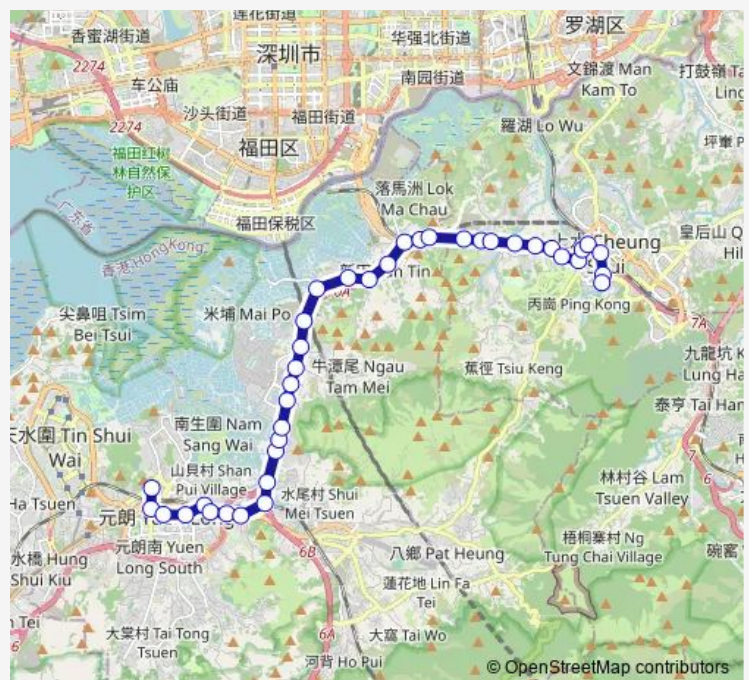 莲花街道
罗湖区
香蜜湖街道
华强北街道
深圳市
2274
文錦渡 Man
Kam To
打鼓嶺 Ta
车公庙
南园街道
沙头街道
福田街道
2274
羅湖 Lo Wu
福田区
福田红树
林自然保
护区
落馬洲 Lok
Ma Chau
广东省
福田保税区
香港 Hong Kong
上水 Sheung
Shui
米埔 Mai Po
丙崗 Ping Kong
尖鼻咀 Tsim
Bei Tsui
7A
牛潭尾 Ngau
Tam Mei
蕉徑 Tsiu Keng
九龍坑 K
Lung Ha
泰亨 Tai Han
南生圍 Nam
Sang Wai
天水圍 Tin Shui
Wai
山貝村 Shan
Pui Village
7
林村谷 Lam
Tsuen Valley
6
水尾村 Shui
Mei Tsuen
Ha Tsuen
元朗
元朗南 Yuen
Long South
6B
八鄉 Pat Heung
梧桐寨村 Ng
Tung Chai Village
碗窰
水橋 Hung
Shui Kiu
蓮花地 Lin Fa
Tei
6A
大棠村 Tai Tong
Tsuen
大窩 Tai Wo
河背 Ho Pui
6
© OpenStreetMap contributors